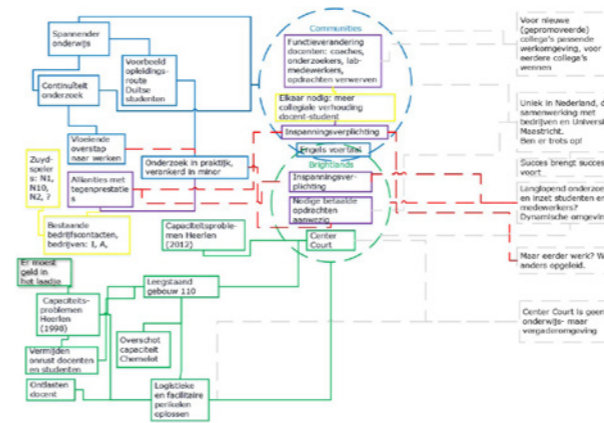 Spannender
onderwijs
Voorbeeld
opleidings-
route
Duitse
studenten
Continuïteit
onderzoek
Vloeiende
overstap
naar werken
Zuyd-
speler
s: N1,
N10,
N2, ?
Allianties met
tegenprestatie
s
Onderzoek in praktijk,
verankerd in minor
Bestaande
bedrijfscontacten,
bedrijven: I, A,
Capaciteitsproble-
men Heerlen
(2012)
Er moest
geld in
het laadje
Capaciteits-
problemen
Heerlen
(1998)
Leegstaand
gebouw 110
Vermijden
onrust docenten
en studenten
Overschot
capaciteit
Chemelot
Ontlasten
docent
Logistieke
en facilitaire
perikelen
oplossen
Communities
Functieverandering
docenten: coaches,
onderzoekers, lab-
medewerkers,
opdrachten verwerven
Elkaar nodig: meer
collegiale verhouding
docent-student
Inspanningsverplichting
Engels voertaal
Brightlands
Inspanningsver-
plichting
Nodige betaalde
opdrachten
aanwezig
Center
Court
Voor nieuwe
(gepromoveerde)
collega's passende
werkomgeving, voor
eerdere collega's
wennen
Uniek in Nederland, d
samenwerking met
bedrijven en Univers
Maastricht.
Ben er trots op!
Succes brengt succes
voort
Langlopend onderzoe
en inzet studenten e
medewerkers?
Dynamische omgevin
Maar eerder werk? W
anders opgeleid.
Center Court is geen
onderwijs- maar
vergaderomgeving